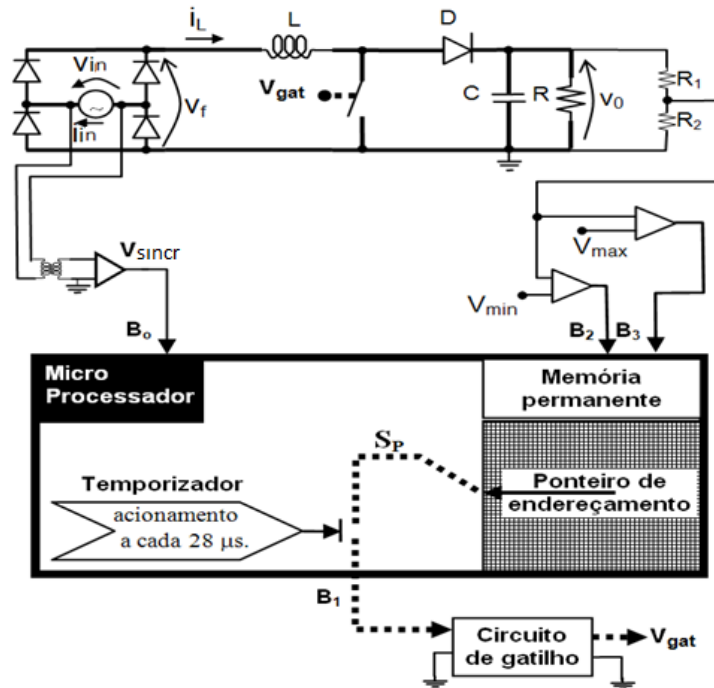 i_L
L
D
V_in
V_f
V_gat
C
R
v_0
R_1
R_2
~
I_in
V_sincr
V_max
V_min
B_o
B_2
B_3
Micro
Processador
Memória
permanente
S_P
Temporizador
acionamento
a cada 28 μs.
Ponteiro de
endereçamento
B_1
Circuito
de gatilho
V_gat